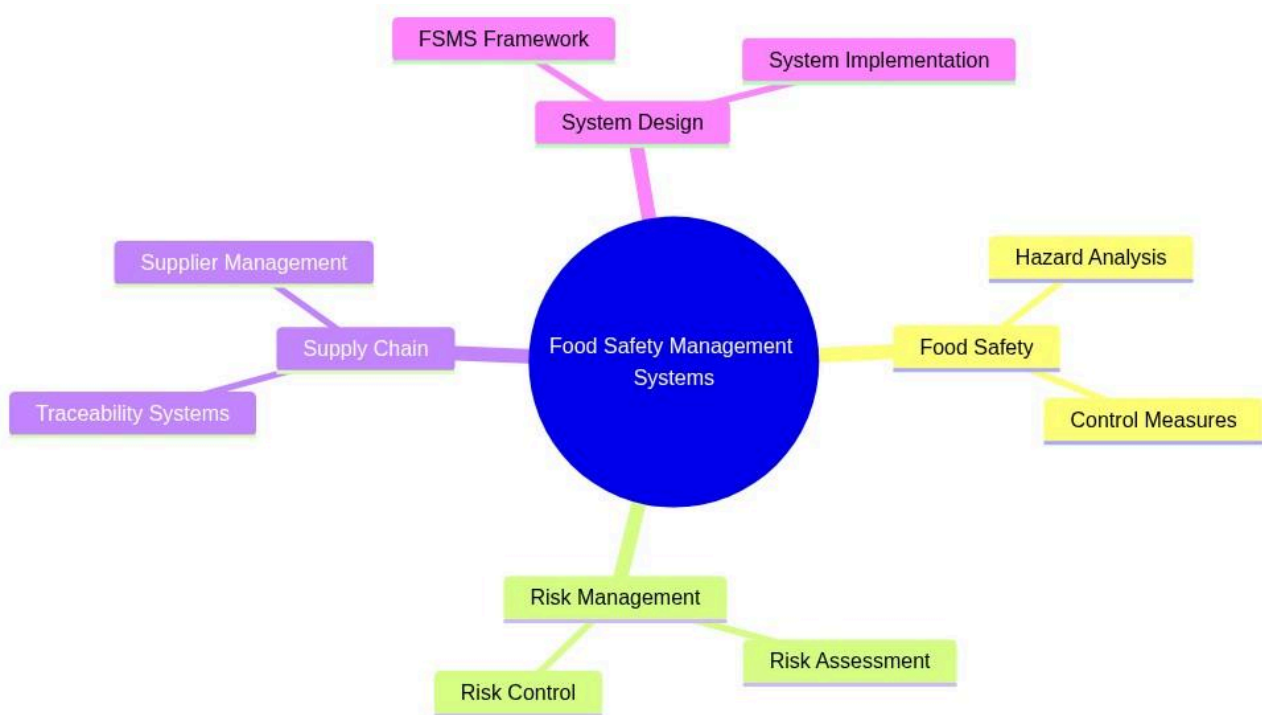 FSMS Framework
System Implementation
System Design
Supplier Management
Supply Chain
Traceability Systems
Food Safety Management
Systems
Hazard Analysis
Food Safety
Control Measures
Risk Management
Risk Assessment
Risk Control